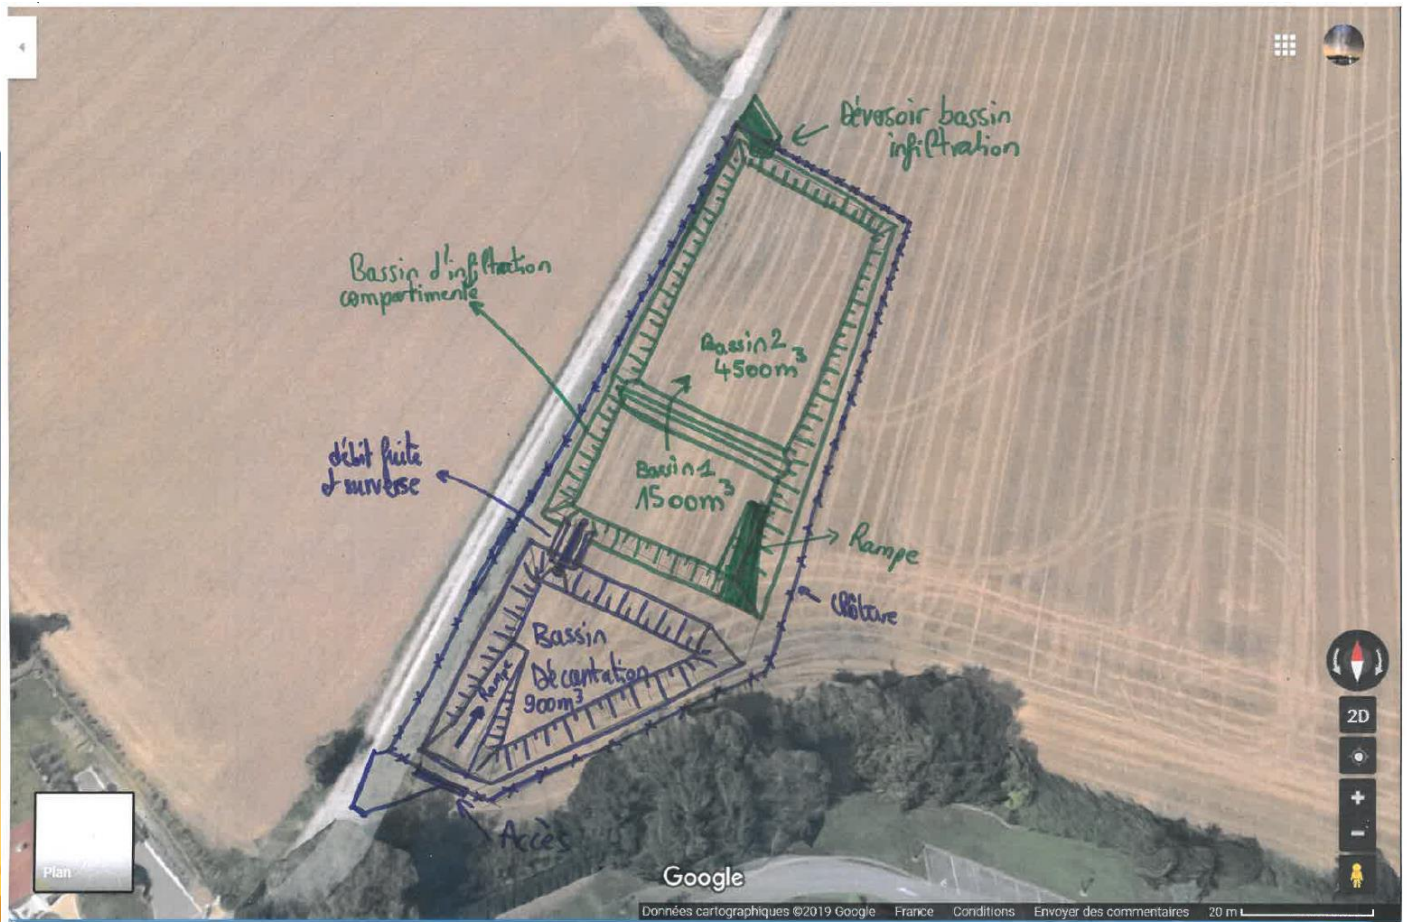 Déversoir bassin
infiltration
Bassin d'infiltration
compartimenté
Bassin 2
4500m³
débit fuite
& surverse
Bassin 1
1500m³
Rampe
Clôture
Bassin
Décantation
900m³
Rampe
Accès
2D
+
−
Plan
Google
Données cartographiques ©2019 Google France Conditions Envoyer des commentaires 20 m